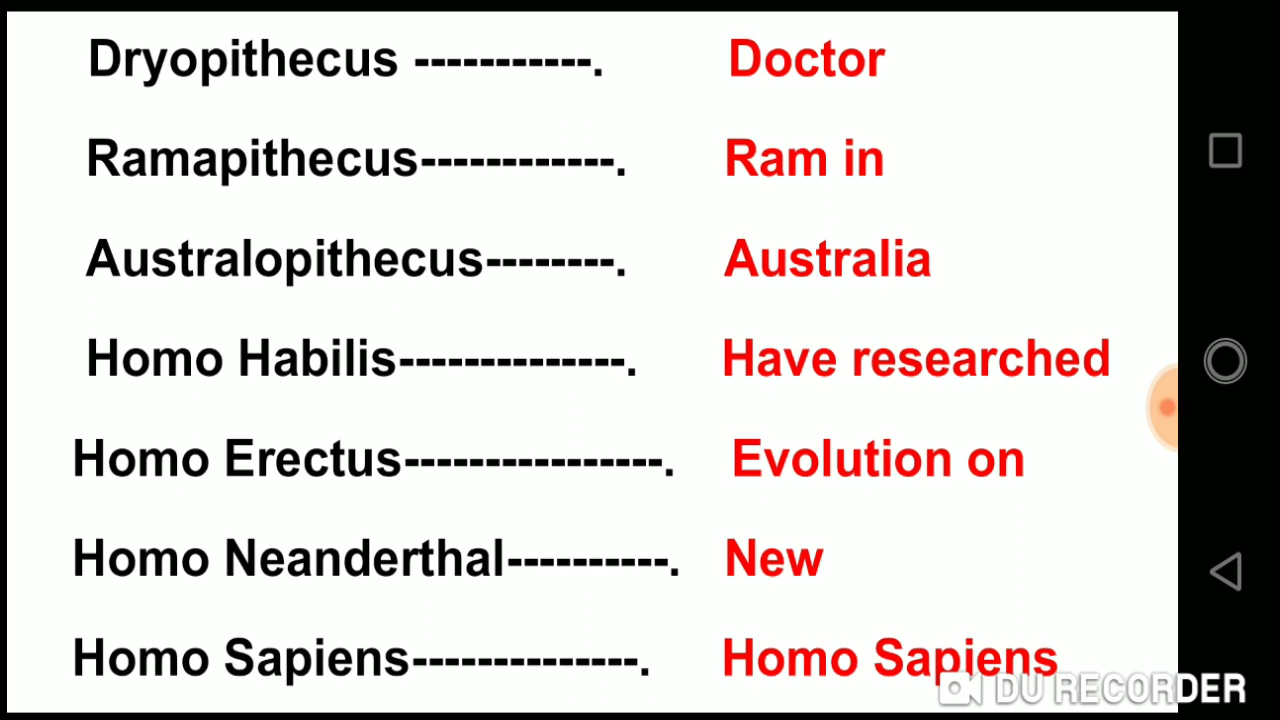 Dryopithecus -----------. Doctor
Ramapithecus------------. Ram in
Australopithecus--------. Australia
Homo Habilis--------------. Have researched
Homo Erectus----------------. Evolution on
Homo Neanderthal----------. New
Homo Sapiens--------------. Homo Sapiens
DU RECORDER